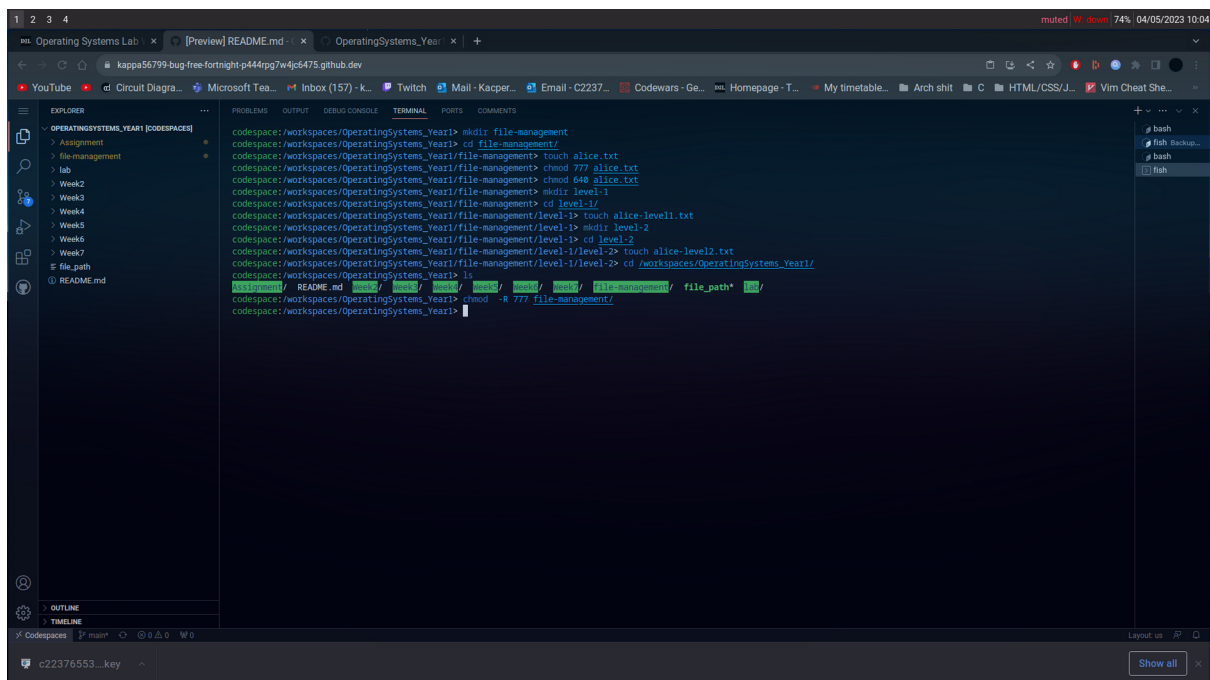 1 2 3 4
muted W: down 74% 04/05/2023 10:04
Operating Systems Lab
[Preview] README.md -
OperatingSystems_Year1
kappa56799-bug-free-fortnight-p444rpg7w4jc6475.github.dev
YouTube Circuit Diagra... Microsoft Tea... Inbox (157) - k... Twitch Mail - Kacper... Email - C2237... Codewars - Ge... Homepage - T... My timetable... Arch shit C HTML/CSS/J... Vim Cheat She...
EXPLORER
PROBLEMS OUTPUT DEBUG CONSOLE TERMINAL PORTS COMMENTS
OPERATINGSYSTEMS_YEAR1 [CODESPACES]
Assignment
file-management
lab
Week2
Week3
Week4
Week5
Week6
Week7
file_path
README.md
codespace:/workspaces/OperatingSystems_Year1> mkdir file-management
codespace:/workspaces/OperatingSystems_Year1> cd file-management/
codespace:/workspaces/OperatingSystems_Year1/file-management> touch alice.txt
codespace:/workspaces/OperatingSystems_Year1/file-management> chmod 777 alice.txt
codespace:/workspaces/OperatingSystems_Year1/file-management> chmod 640 alice.txt
codespace:/workspaces/OperatingSystems_Year1/file-management> mkdir level-1
codespace:/workspaces/OperatingSystems_Year1/file-management> cd level-1/
codespace:/workspaces/OperatingSystems_Year1/file-management/level-1> touch alice-level1.txt
codespace:/workspaces/OperatingSystems_Year1/file-management/level-1> mkdir level-2
codespace:/workspaces/OperatingSystems_Year1/file-management/level-1> cd level-2
codespace:/workspaces/OperatingSystems_Year1/file-management/level-1/level-2> touch alice-level2.txt
codespace:/workspaces/OperatingSystems_Year1/file-management/level-1/level-2> cd /workspaces/OperatingSystems_Year1/
codespace:/workspaces/OperatingSystems_Year1> ls
Assignment/ README.md Week2/ Week3/ Week4/ Week5/ Week6/ Week7/ file-management/ file_path* lab/
codespace:/workspaces/OperatingSystems_Year1> chmod -R 777 file-management/
codespace:/workspaces/OperatingSystems_Year1>
bash
fish Backup...
bash
fish
7
OUTLINE
TIMELINE
Codespaces main* 0 0 0
Layout: us
c22376553....key
Show all